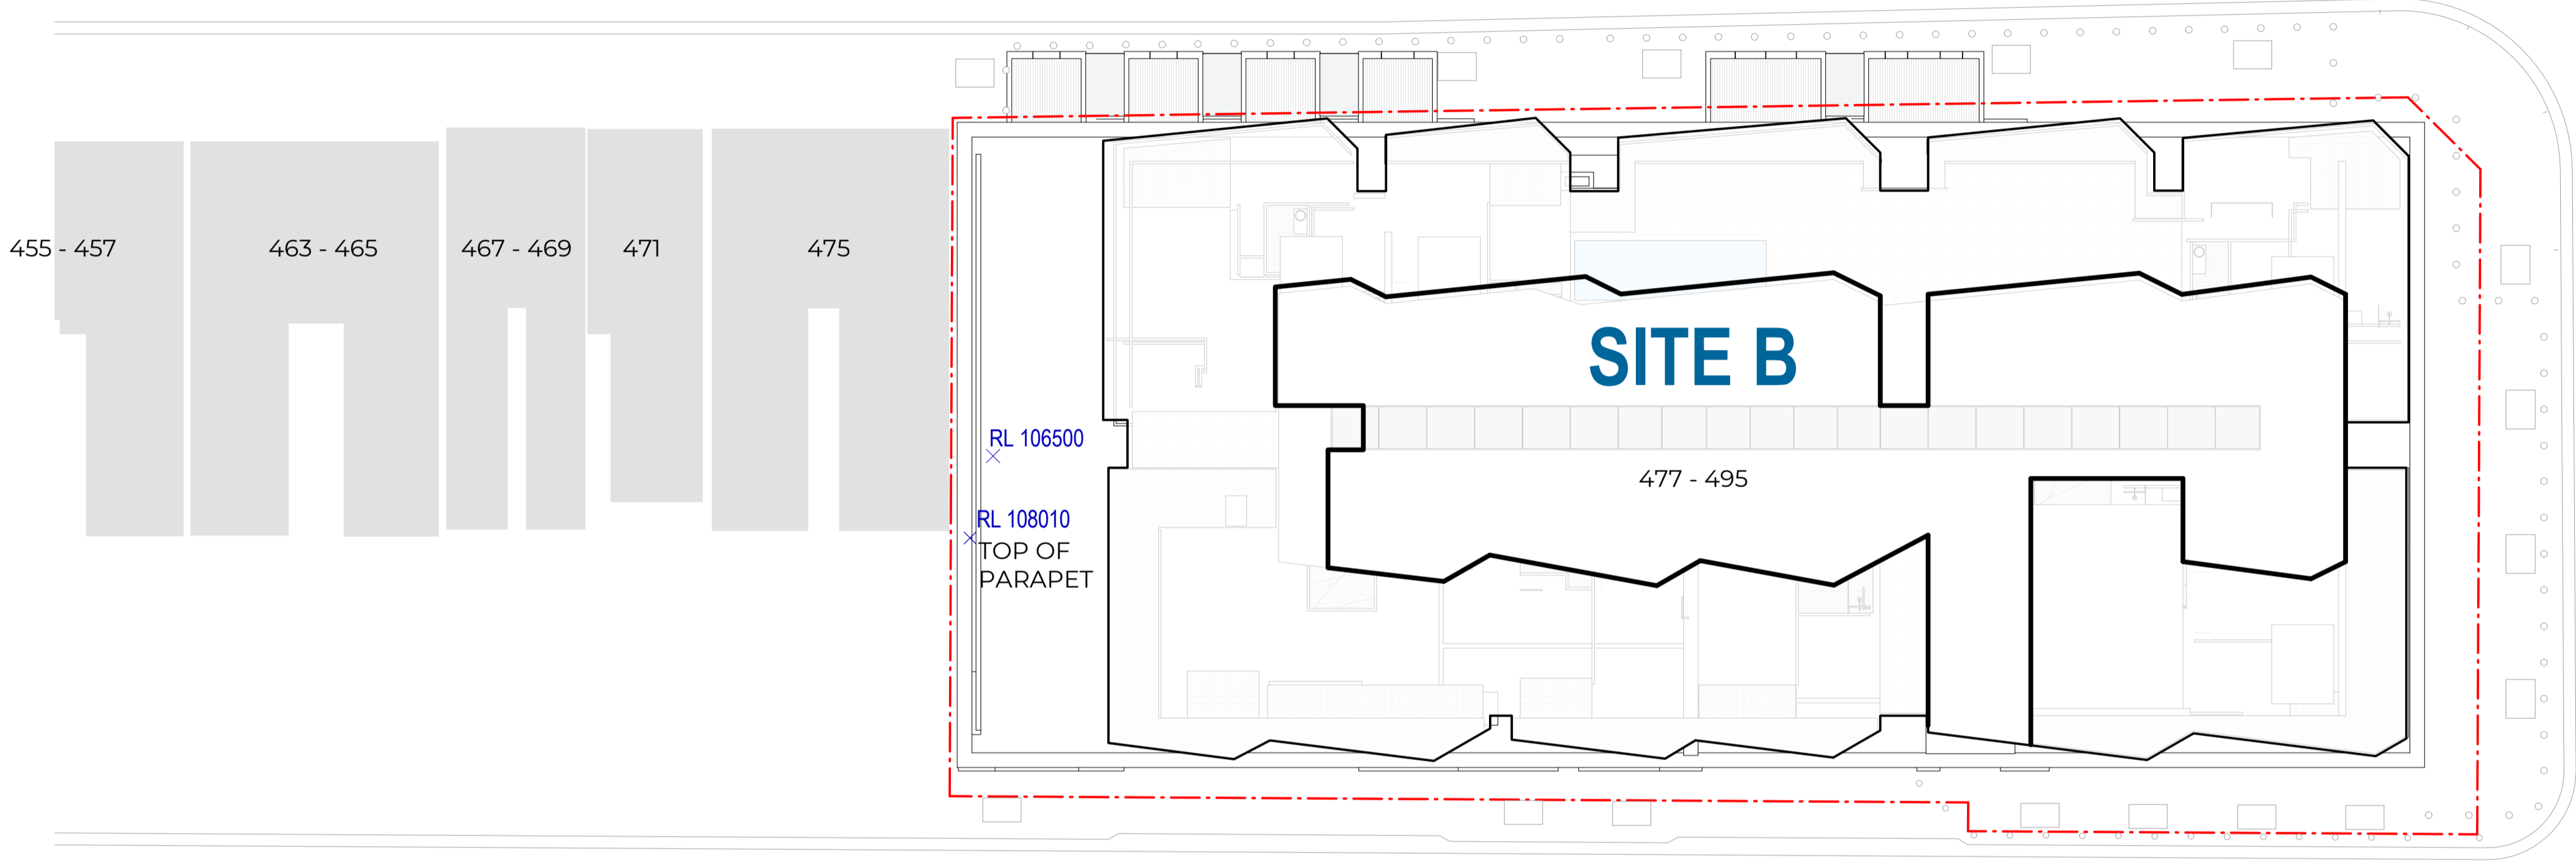 455 - 457
463 - 465
467 - 469
471
475
SITE B
RL 106500
477 - 495
RL 108010
TOP OF
PARAPET